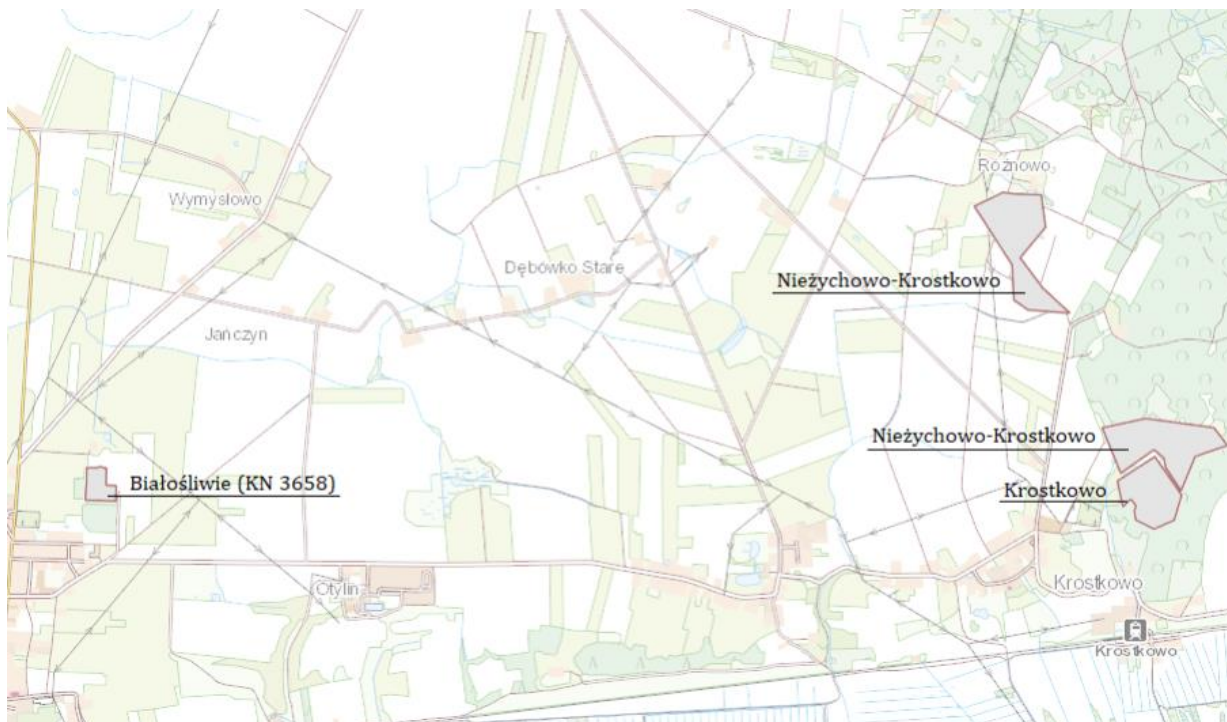 Rożnowo
Wymysłowo
Dębówko Stare
Nieżychowo-Krostkowo
Jańczyn
Nieżychowo-Krostkowo
Białośliwie (KN 3658)
Krostkowo
Otylin
Krostkowo
Krostkowo